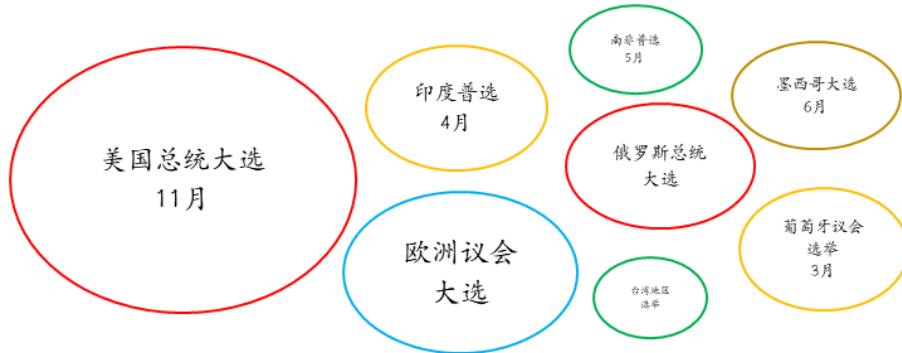 美国总统大选
11月
印度普选
4月
欧洲议会
大选
南非普选
5月
俄罗斯总统
大选
台湾地区
选举
墨西哥大选
6月
葡萄牙议会
选举
3月